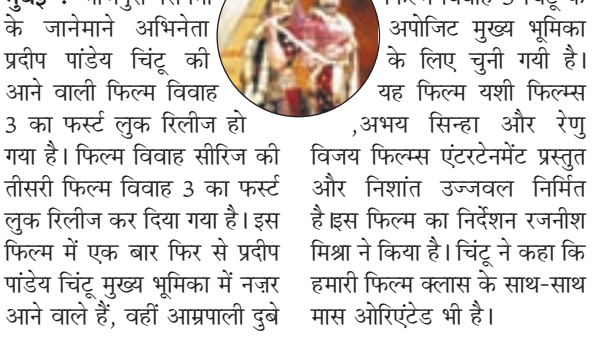 के जानेमाने अभिनेता
प्रदीप पांडेय चिंटू की
आने वाली फिल्म विवाह
3 का फर्स्ट लुक रिलीज हो
गया है। फिल्म विवाह सीरिज की
तीसरी फिल्म विवाह 3 का फर्स्ट
लुक रिलीज कर दिया गया है। इस
फिल्म में एक बार फिर से प्रदीप
पांडेय चिंटू मुख्य भूमिका में नज़र
आने वाले हैं, वहीं आम्रपाली दुबे
अपोजिट मुख्य भूमिका
के लिए चुनी गयी है।
यह फिल्म यशी फिल्म्स
,अभय सिन्हा और रेणु
विजय फिल्म्स एंटरटेनमेंट प्रस्तुत
और निशांत उज्जवल निर्मित
है।इस फिल्म का निर्देशन रजनीश
मिश्रा ने किया है। चिंटू ने कहा कि
हमारी फिल्म क्लास के साथ-साथ
मास ओरिएंटेड भी है।